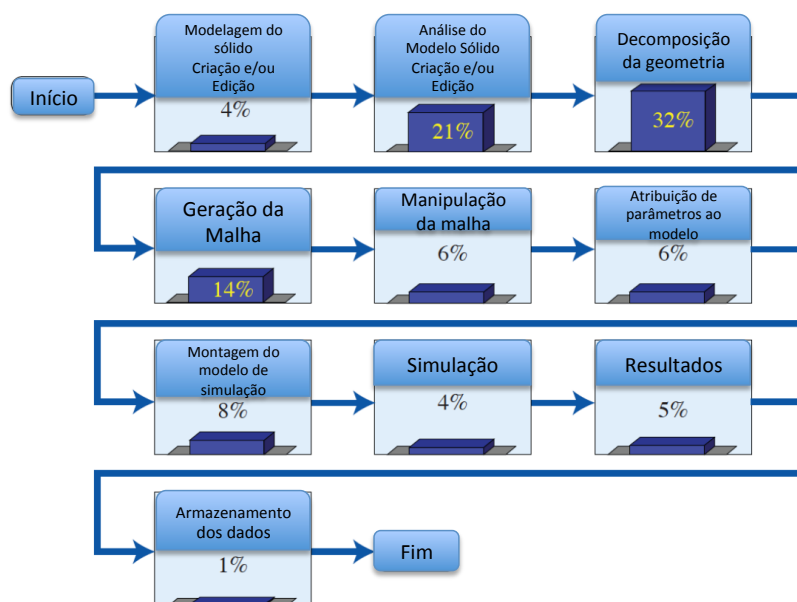 Início
Modelagem do
sólido
Criação e/ou
Edição
4%
Análise do
Modelo Sólido
Criação e/ou
Edição
21%
Decomposição
da geometria
32%
Geração da
Malha
14%
Manipulação
da malha
6%
Atribuição de
parâmetros ao
modelo
6%
Montagem do
modelo de
simulação
8%
Simulação
4%
Resultados
5%
Armazenamento
dos dados
1%
Fim